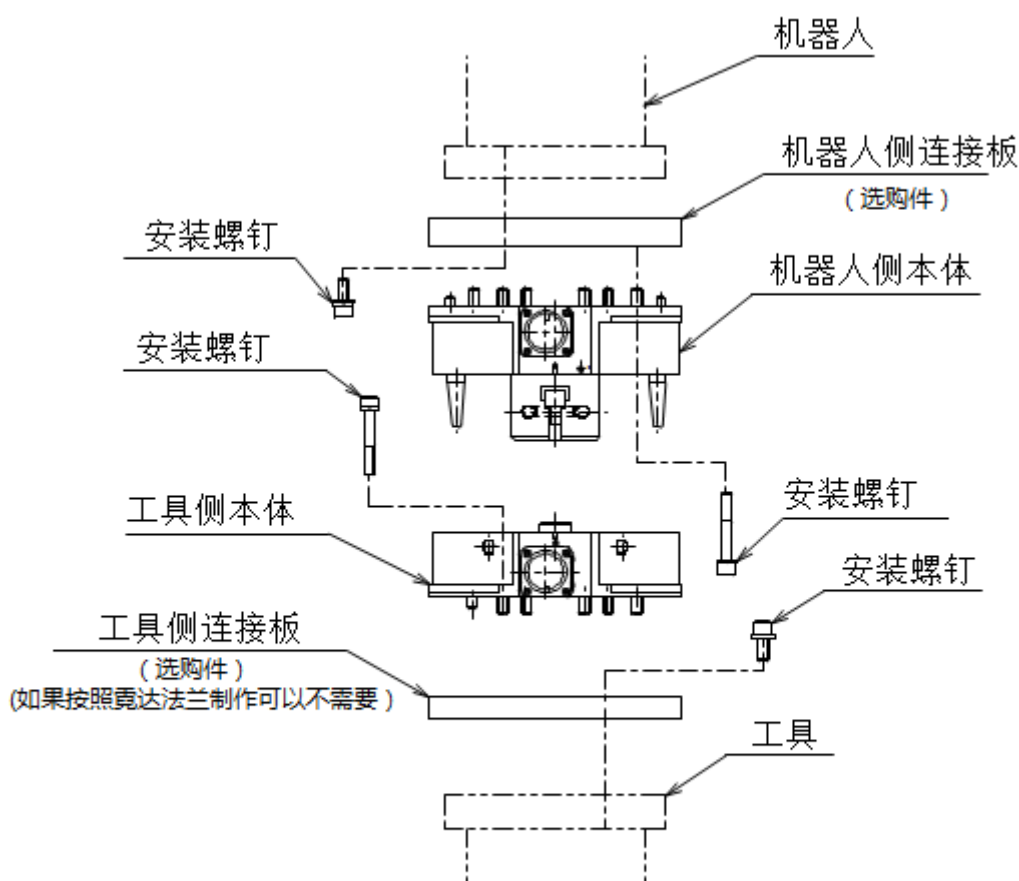 机器人
机器人侧连接板
（选购件）
安装螺钉
机器人侧本体
安装螺钉
安装螺钉
工具侧本体
安装螺钉
工具侧连接板
（选购件）
(如果按照竟达法兰制作可以不需要）
工具